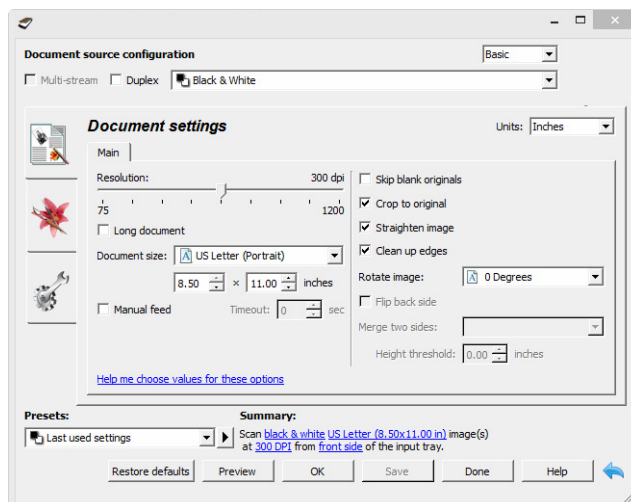 Document source configuration
Basic
Multi-stream Duplex Black & White
Document settings
Units: Inches
Main
Resolution: 300 dpi
75 1200
Long document
Document size: US Letter (Portrait)
8.50 × 11.00 inches
Manual feed Timeout: 0 sec
Help me choose values for these options
Skip blank originals
Crop to original
Straighten image
Clean up edges
Rotate image: 0 Degrees
Flip back side
Merge two sides:
Height threshold: 0.00 inches
Presets:
Last used settings
Summary:
Scan black & white US Letter (8.50x11.00 in) image(s)
at 300 DPI from front side of the input tray.
Restore defaults Preview OK Save Done Help